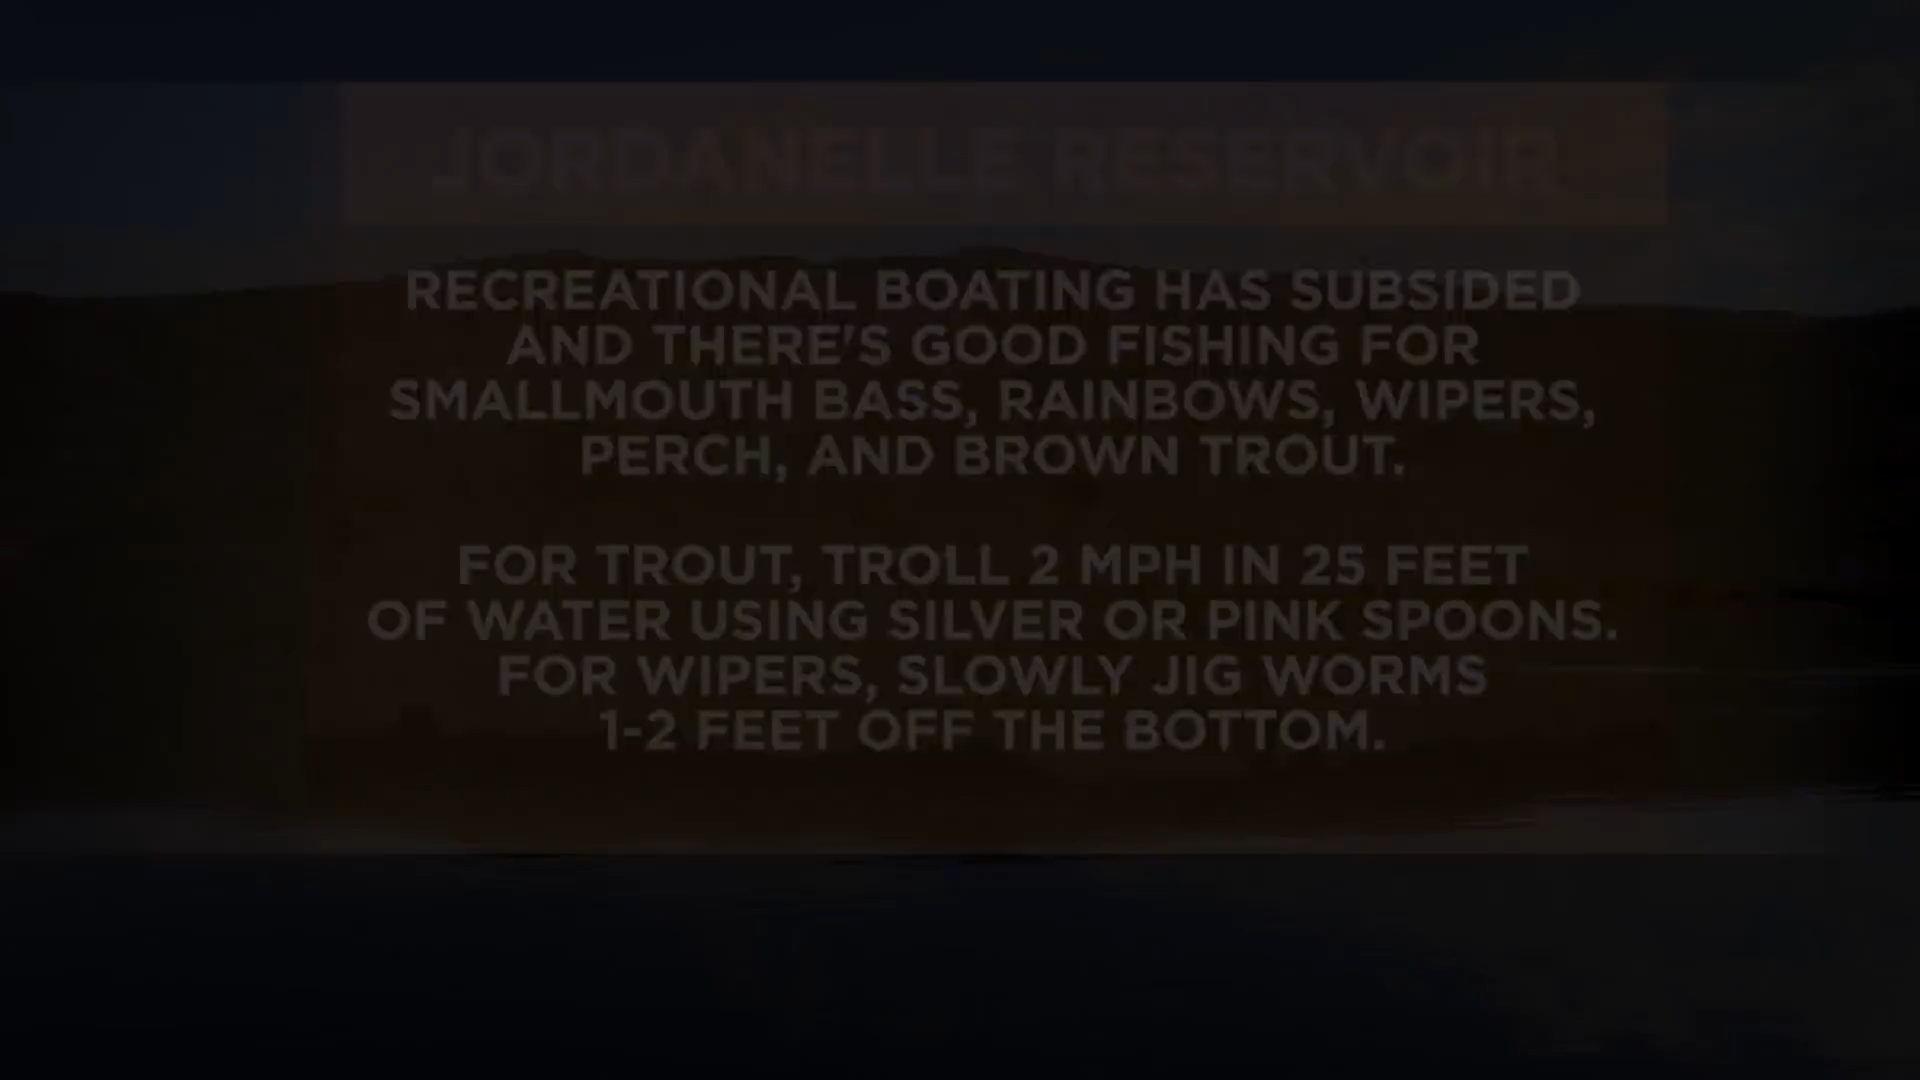 JORDANELLE RESERVOIR
RECREATIONAL BOATING HAS SUBSIDED
AND THERE'S GOOD FISHING FOR
SMALLMOUTH BASS, RAINBOWS, WIPERS,
PERCH, AND BROWN TROUT.
FOR TROUT, TROLL 2 MPH IN 25 FEET
OF WATER USING SILVER OR PINK SPOONS.
FOR WIPERS, SLOWLY JIG WORMS
1-2 FEET OFF THE BOTTOM.